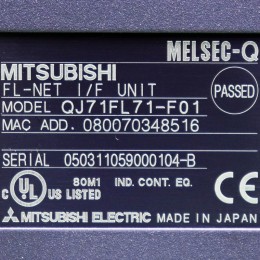 MELSEC-Q
MITSUBISHI
FL-NET I/F UNIT
PASSED
MODEL QJ71FL71-F01
MAC ADD. 080070348516
SERIAL 050311059000104-B
80M1 IND. CONT. EQ.
C UL US LISTED CE
MITSUBISHI ELECTRIC MADE IN JAPAN